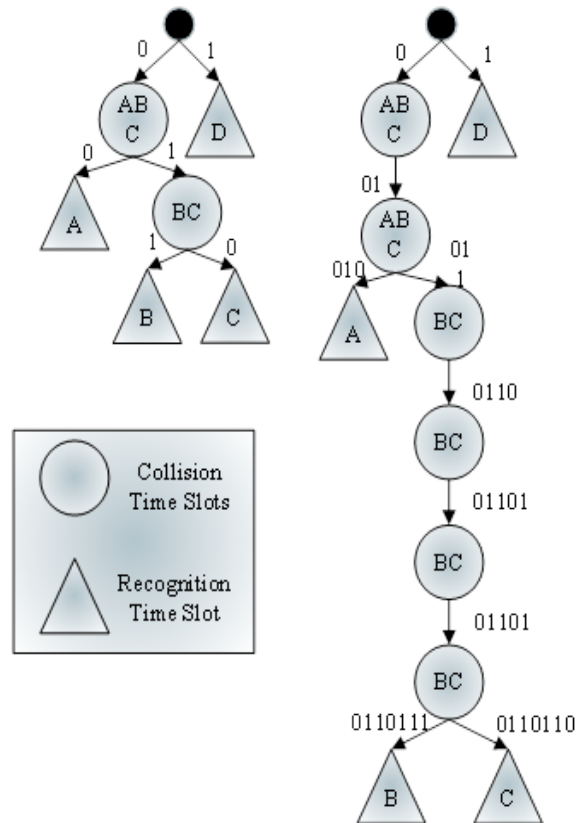 0
1
AB
C
D
0
1
A
BC
1
0
B
C
Collision
Time Slots
Recognition
Time Slot
0
1
AB
C
D
01
AB
C
010
01
1
A
BC
0110
BC
01101
BC
01101
BC
0110111
0110110
B
C